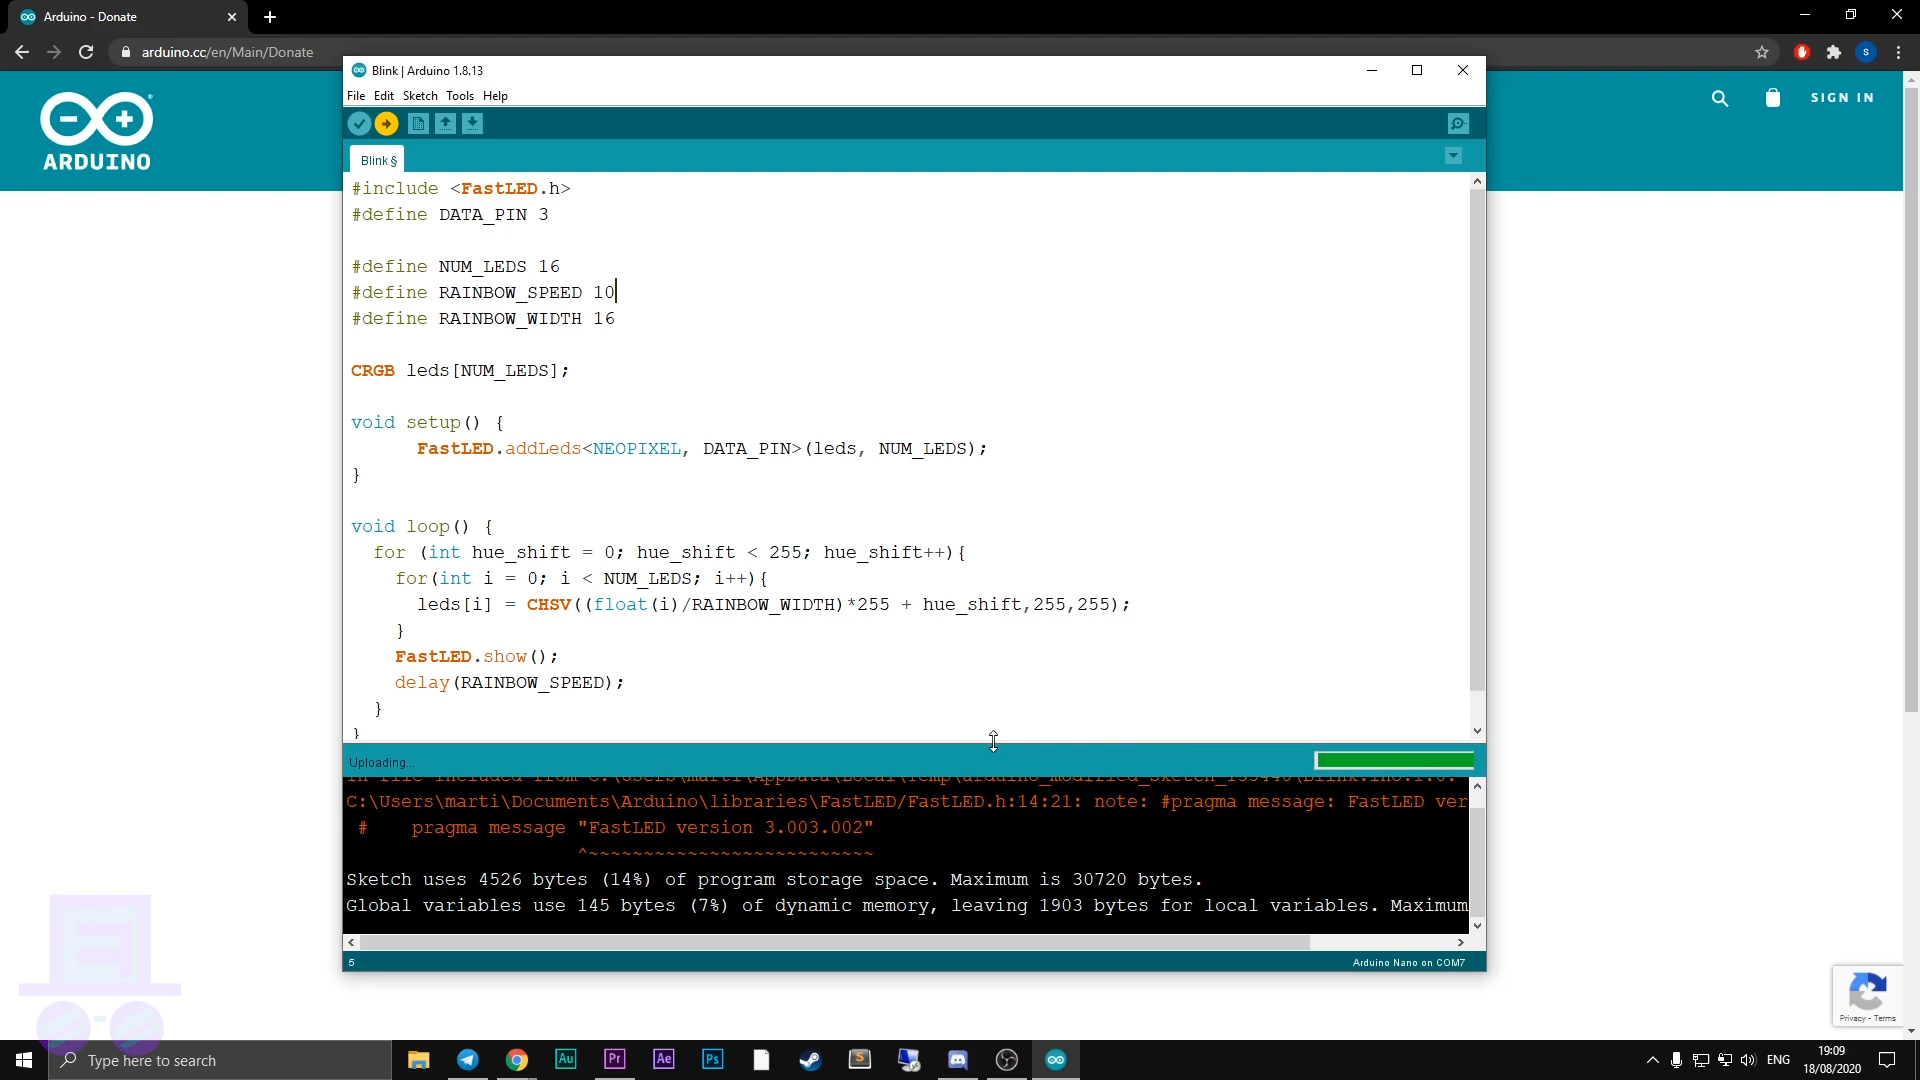 Arduino - Donate
arduino.cc/en/Main/Donate
S
ARDUINO
SIGN IN
Blink | Arduino 1.8.13
File Edit Sketch Tools Help
Blink §
#include <FastLED.h>
#define DATA_PIN 3
#define NUM_LEDS 16
#define RAINBOW_SPEED 10
#define RAINBOW_WIDTH 16
CRGB leds[NUM_LEDS];
void setup() {
FastLED.addLeds<NEOPIXEL, DATA_PIN>(leds, NUM_LEDS);
}
void loop() {
for (int hue_shift = 0; hue_shift < 255; hue_shift++){
for(int i = 0; i < NUM_LEDS; i++){
leds[i] = CHSV((float(i)/RAINBOW_WIDTH)*255 + hue_shift,255,255);
}
FastLED.show();
delay(RAINBOW_SPEED);
}
}
Uploading...
C:\Users\marti\Documents\Arduino\libraries\FastLED/FastLED.h:14:21: note: #pragma message: FastLED ver
#    pragma message "FastLED version 3.003.002"
^~~~~~~~~~~~~~~~~~~~~~~~~~~
Sketch uses 4526 bytes (14%) of program storage space. Maximum is 30720 bytes.
Global variables use 145 bytes (7%) of dynamic memory, leaving 1903 bytes for local variables. Maximum
5
Arduino Nano on COM7
Privacy - Terms
Type here to search
Au
Pr
Ae
Ps
S
ENG
19:09
18/08/2020